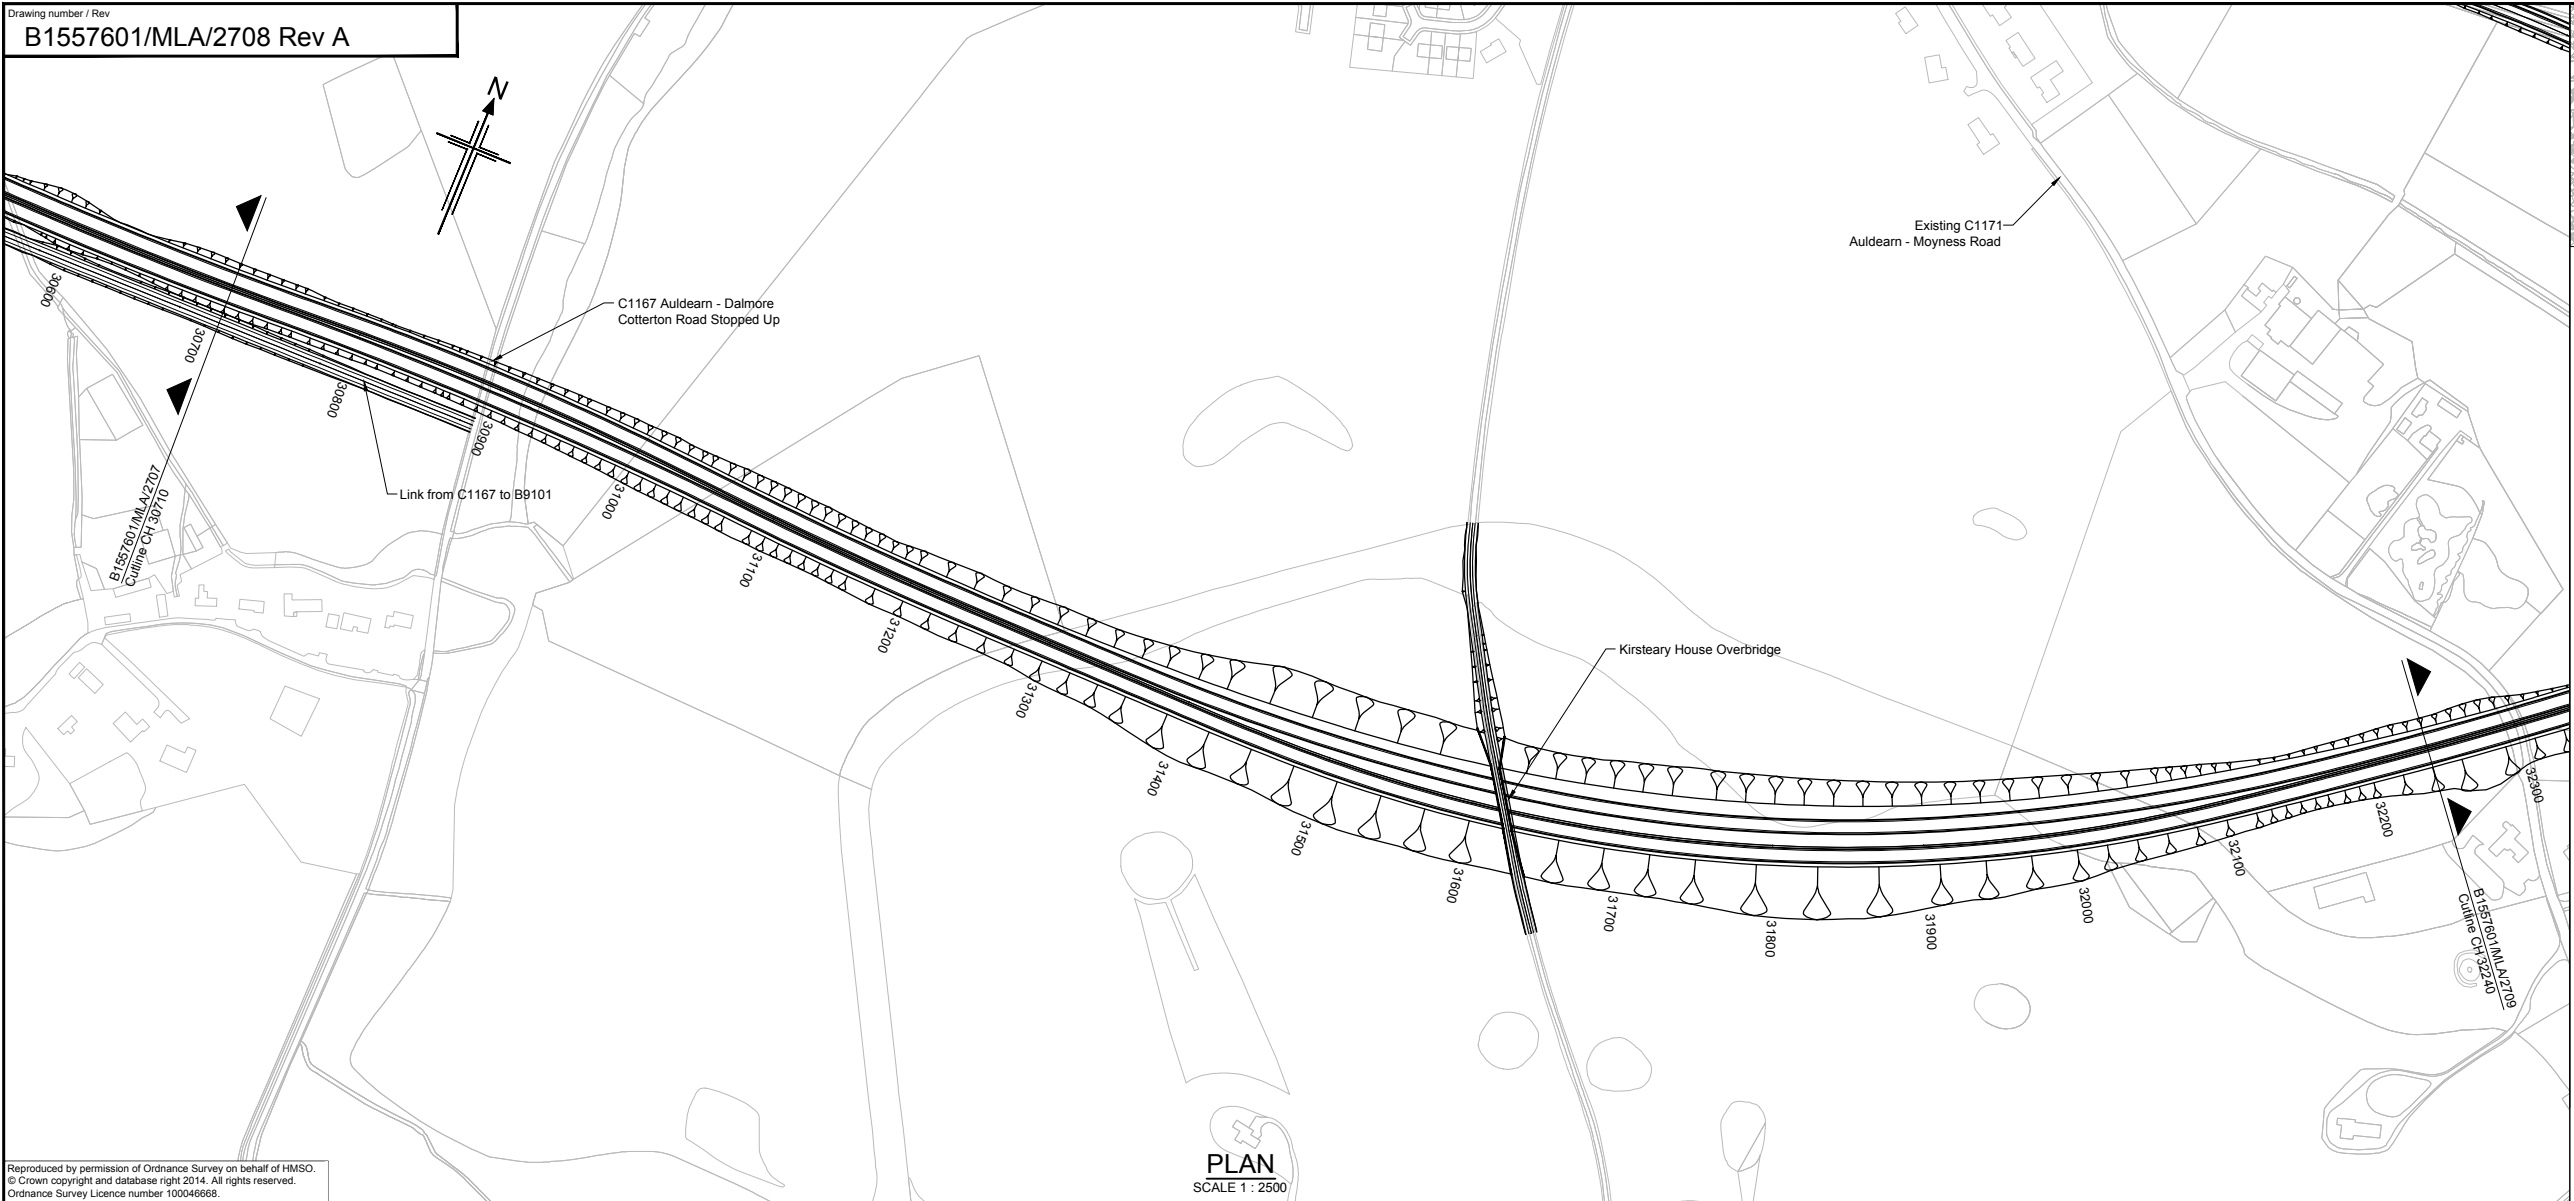 Drawing number / Rev
B1557601/MLA/2708 Rev A
N
Existing C1171
Auldearn - Moyness Road
C1167 Auldearn - Dalmore
Cotterton Road Stopped Up
Link from C1167 to B9101
Kirsteary House Overbridge
B1557601/MLA/2707
Cutline CH 30710
30600
30700
30800
30900
31000
31100
31200
31300
31400
31500
31600
31700
31800
31900
32000
32100
32200
32300
B1557601/MLA/2709
Cutline CH 32240
PLAN
SCALE 1 : 2500
Reproduced by permission of Ordnance Survey on behalf of HMSO.
© Crown copyright and database right 2014. All rights reserved.
Ordnance Survey Licence number 100046668.